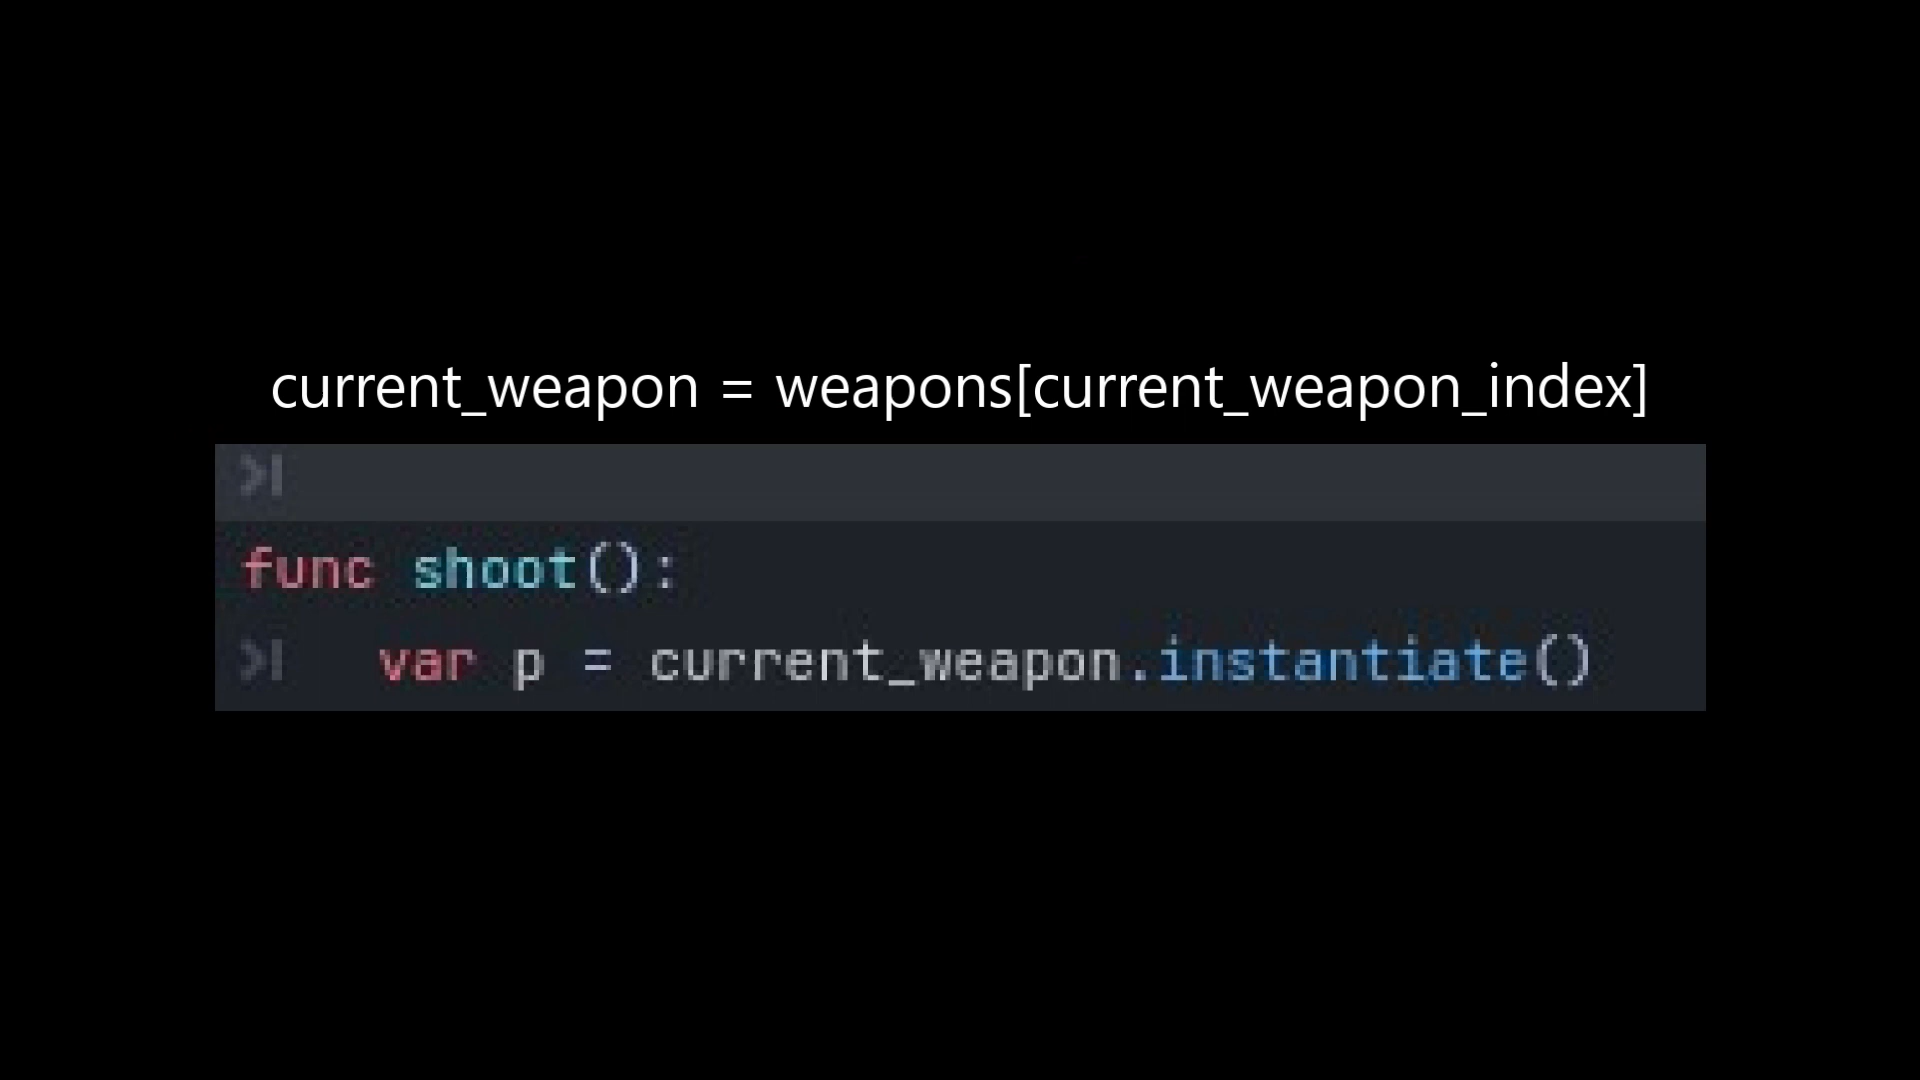 current_weapon = weapons[current_weapon_index]
func shoot():
var p = current_weapon.instantiate()